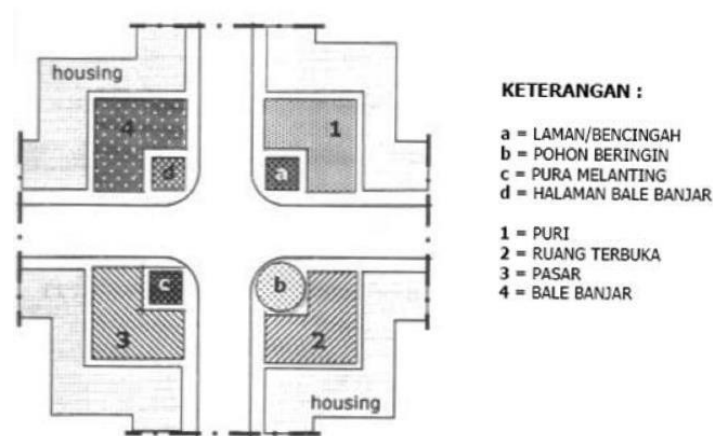 housing
4
1
d
a
c
b
3
2
housing
KETERANGAN :
a = LAMAN/BENCINGAH
b = POHON BERINGIN
c = PURA MELANTING
d = HALAMAN BALE BANJAR
1 = PURI
2 = RUANG TERBUKA
3 = PASAR
4 = BALE BANJAR